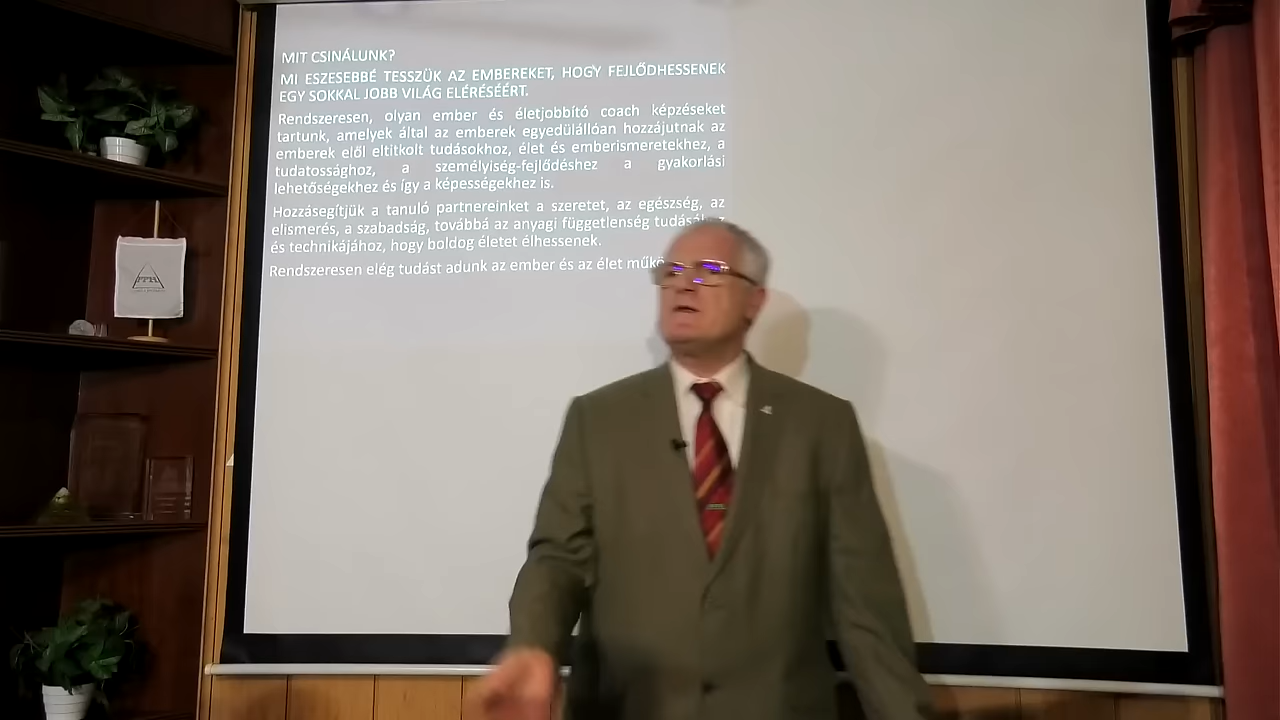 MIT CSINÁLUNK?
MI ESZESEBBÉ TESSZÜK AZ EMBEREKET, HOGY FEJLŐDHESSENEK
EGY SOKKAL JOBB VILÁG ELÉRÉSÉÉRT.
Rendszeresen, olyan ember és életjobbító coach képzéseket
tartunk, amelyek által az emberek egyedülállóan hozzájutnak az
emberek elől eltitkolt tudásokhoz, élet és emberismeretekhez, a
tudatossághoz, a személyiség-fejlődéshez a gyakorlási
lehetőségekhez és így a képességekhez is.
Hozzásegítjük a tanuló partnereinket a szeretet, az egészség, az
elismerés, a szabadság, továbbá az anyagi függetlenség
és technikájához, hogy boldog életet élhessenek.
Rendszeresen elég tudást adunk az ember és az élet